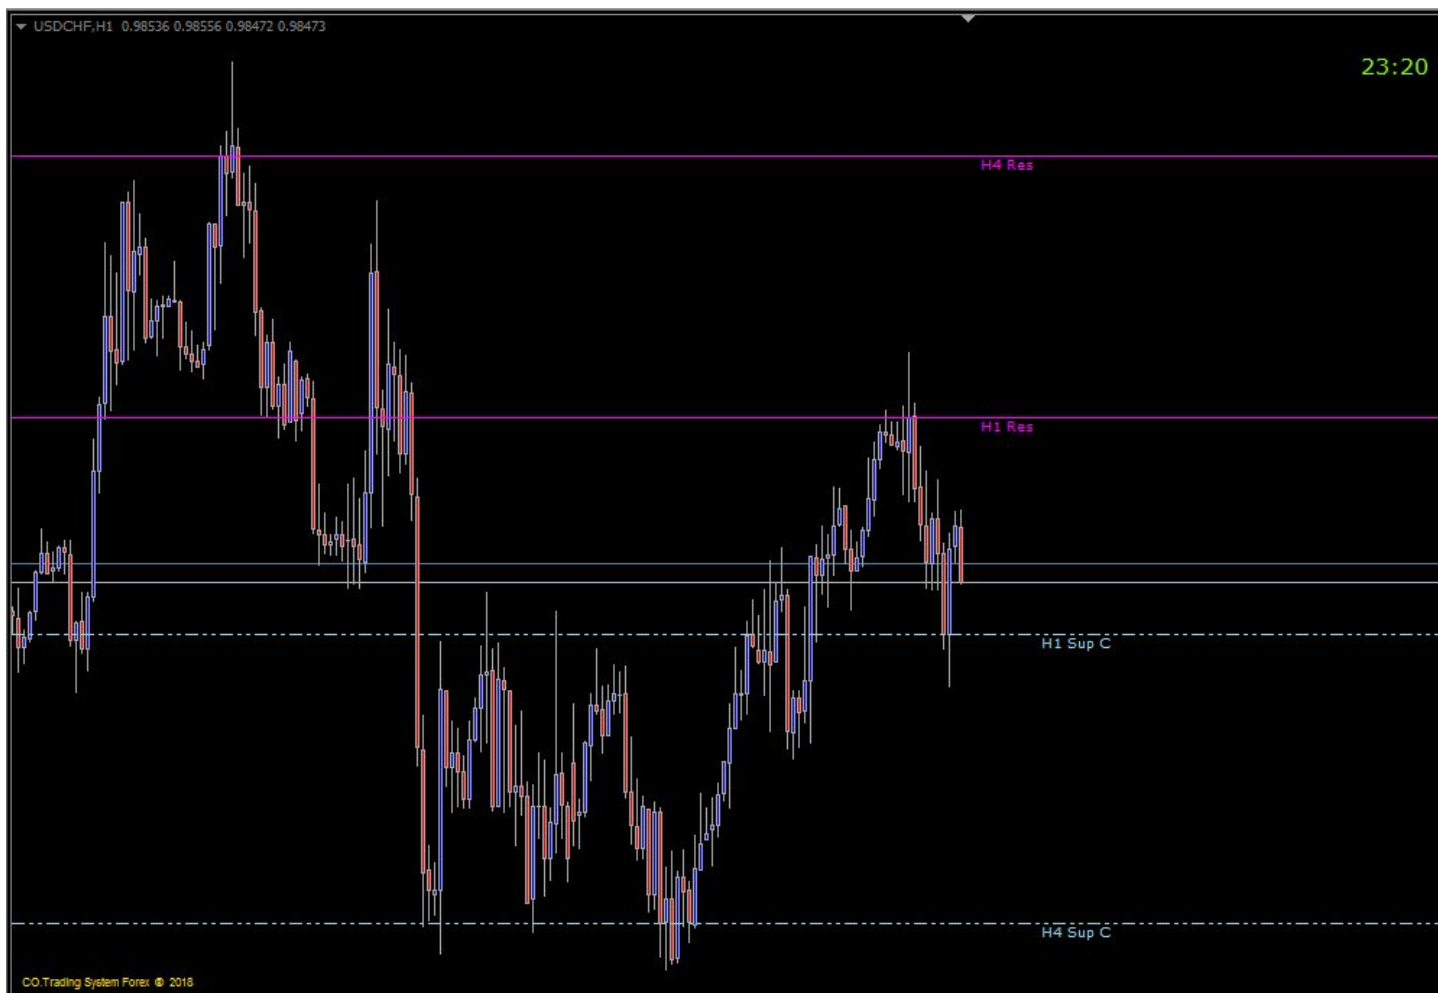 USDCHF,H1 0.98536 0.98556 0.98472 0.98473
23:20
H4 Res
H1 Res
H1 Sup C
H4 Sup C
CO.Trading System Forex © 2018